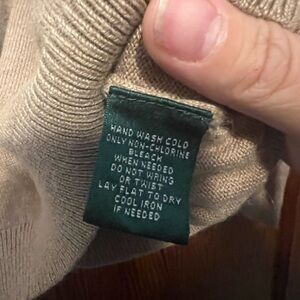 HAND WASH COLD
ONLY NON-CHLORINE
BLEACH
WHEN NEEDED
DO NOT WRING
OR TWIST
LAY FLAT TO DRY
COOL IRON
IF NEEDED